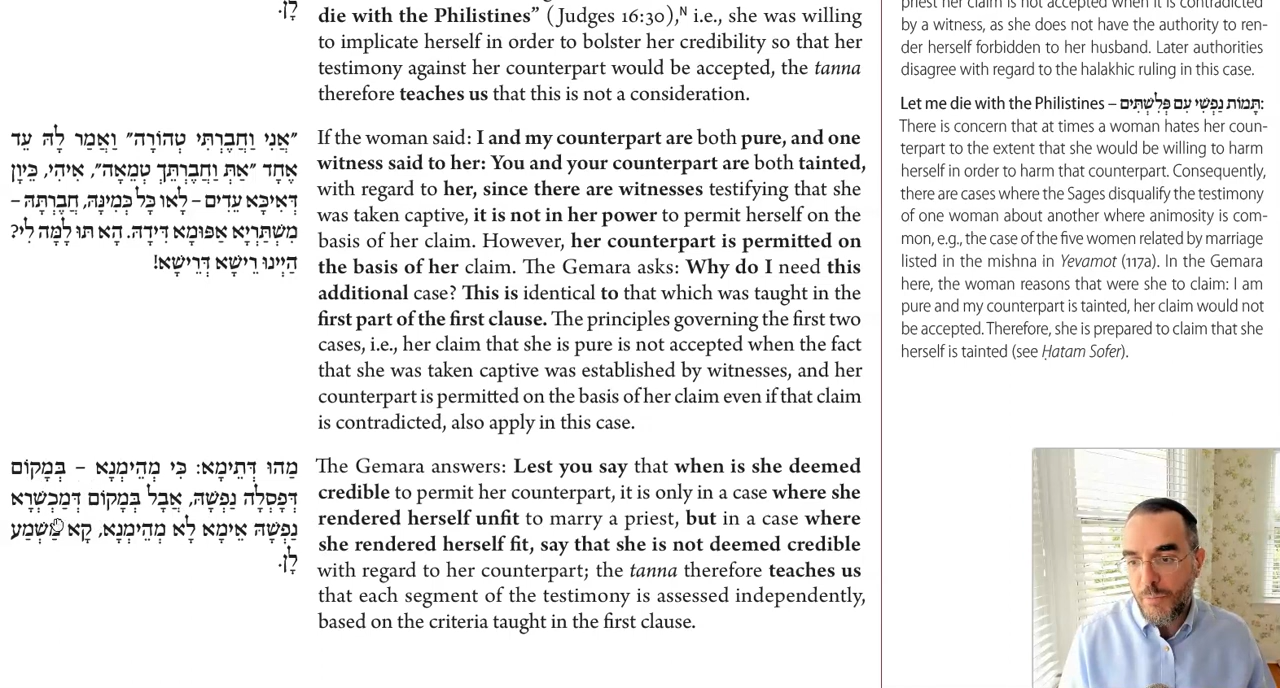 לָן.
die with the Philistines” (Judges 16:30),ᴺ i.e., she was willing
to implicate herself in order to bolster her credibility so that her
testimony against her counterpart would be accepted, the tanna
therefore teaches us that this is not a consideration.
״אֲנִי וַחֲבֶרְתִּי טְהוֹרָה״ וַאֲמַר לָהּ עֵד
אֶחָד ״אַתְּ וַחֲבֶרְתֵּךְ טְמֵאָה״, אִיהִי, כֵּיוָן
דְּאִיכָּא עֵדִים – לָאו כָּל כְּמִינָּהּ, חֲבֶרְתָּהּ –
מִשְׁתַּרְיָא אַפּוּמָא דִּידַהּ. הָא תּוּ לָמָּה לִי?
הַיְינוּ רֵישָׁא דְּרֵישָׁא!
If the woman said: I and my counterpart are both pure, and one
witness said to her: You and your counterpart are both tainted,
with regard to her, since there are witnesses testifying that she
was taken captive, it is not in her power to permit herself on the
basis of her claim. However, her counterpart is permitted on
the basis of her claim. The Gemara asks: Why do I need this
additional case? This is identical to that which was taught in the
first part of the first clause. The principles governing the first two
cases, i.e., her claim that she is pure is not accepted when the fact
that she was taken captive was established by witnesses, and her
counterpart is permitted on the basis of her claim even if that claim
is contradicted, also apply in this case.
מַהוּ דְּתֵימָא: כִּי מְהֵימְנָא – בִּמְקוֹם
דְּפָסְלָה נַפְשַׁהּ, אֲבָל בִּמְקוֹם דְּמַכְשְׁרָא
נַפְשַׁהּ אֵימָא לָא מְהֵימְנָא, קָא מַשְׁמַע
לָן.
The Gemara answers: Lest you say that when is she deemed
credible to permit her counterpart, it is only in a case where she
rendered herself unfit to marry a priest, but in a case where
she rendered herself fit, say that she is not deemed credible
with regard to her counterpart; the tanna therefore teaches us
that each segment of the testimony is assessed independently,
based on the criteria taught in the first clause.
priest her claim is not accepted when it is contradicted
by a witness, as she does not have the authority to ren-
der herself forbidden to her husband. Later authorities
disagree with regard to the halakhic ruling in this case.
Let me die with the Philistines – תָּמוֹת נַפְשִׁי עִם פְּלִשְׁתִּים:
There is concern that at times a woman hates her coun-
terpart to the extent that she would be willing to harm
herself in order to harm that counterpart. Consequently,
there are cases where the Sages disqualify the testimony
of one woman about another where animosity is com-
mon, e.g., the case of the five women related by marriage
listed in the mishna in Yevamot (117a). In the Gemara
here, the woman reasons that were she to claim: I am
pure and my counterpart is tainted, her claim would not
be accepted. Therefore, she is prepared to claim that she
herself is tainted (see Ḥatam Sofer).